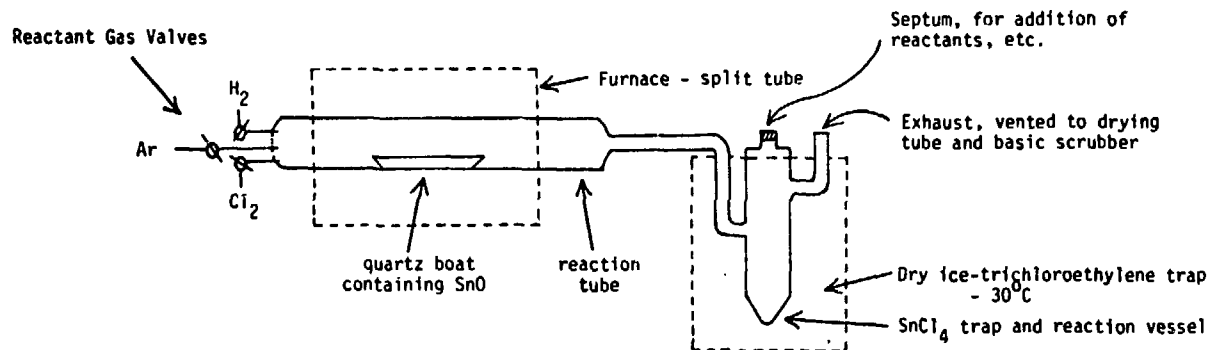 Septum, for addition of
reactants, etc.
Reactant Gas Valves
Furnace - split tube
H2
Exhaust, vented to drying
tube and basic scrubber
Ar
Cl2
quartz boat
containing SnO
reaction
tube
Dry ice-trichloroethylene trap
- 30°C
SnCl4 trap and reaction vessel